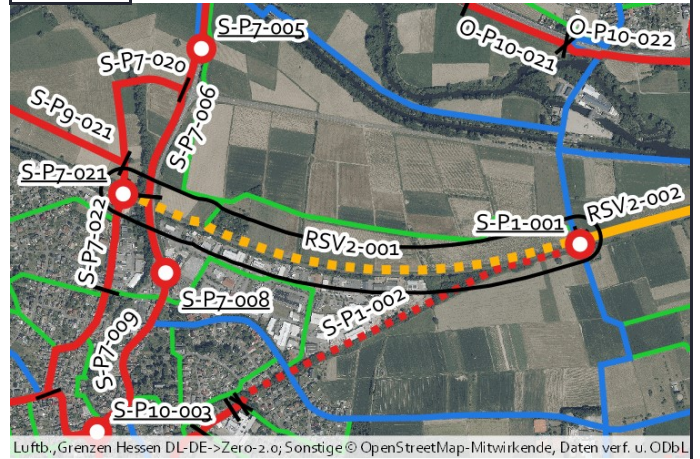 S-P7-005
O-P10-021
O-P10-022
S-P7-020
S-P9-021
S-P7-006
S-P7-021
S-P7-022
RSV2-001
S-P1-001
RSV2-002
S-P7-008
S-P1-002
S-P7-009
S-P10-003
Luftb.,Grenzen Hessen DL-DE->Zero-2.0; Sonstige © OpenStreetMap-Mitwirkende, Daten verf. u. ODbL